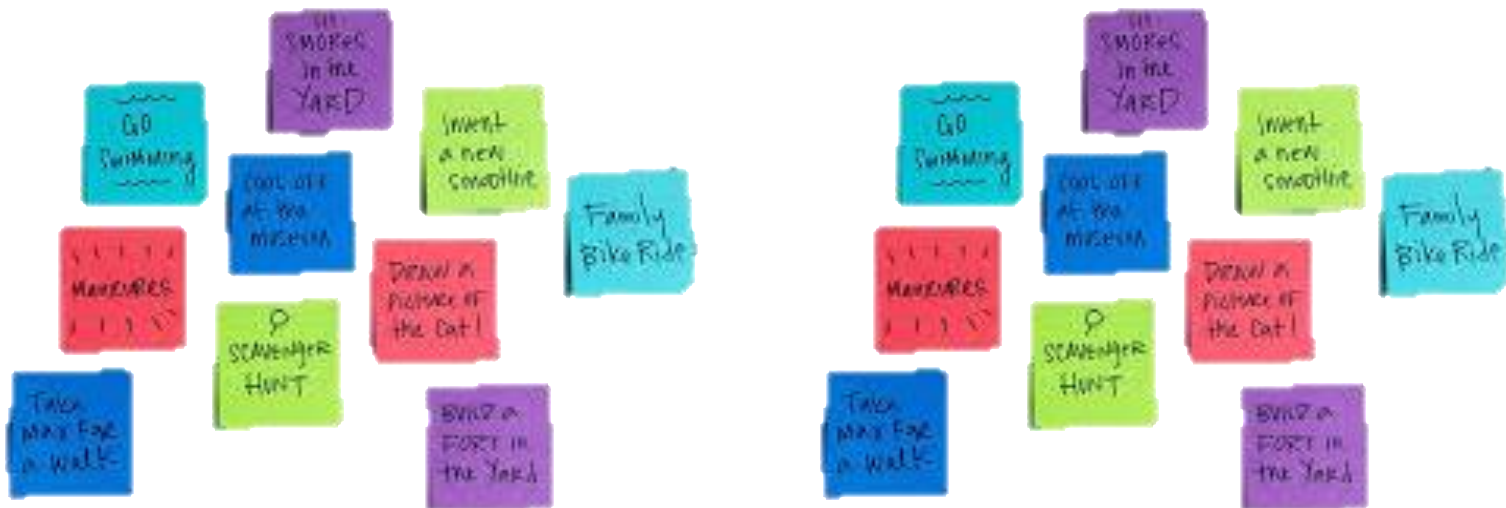 SMORES
in the
YARD
GO
SWIMMING
Invent
a new
smoothie
COOL OFF
at the
museum
Family
Bike Ride
MANICURES
DRAW a
picture of
the Cat!
SCAVENGER
HUNT
Take
Max For
a walk
BUILD a
FORT in
the Yard
SMORES
in the
YARD
GO
SWIMMING
Invent
a new
smoothie
COOL OFF
at the
museum
Family
Bike Ride
MANICURES
DRAW a
picture of
the Cat!
SCAVENGER
HUNT
Take
Max For
a walk
BUILD a
FORT in
the Yard